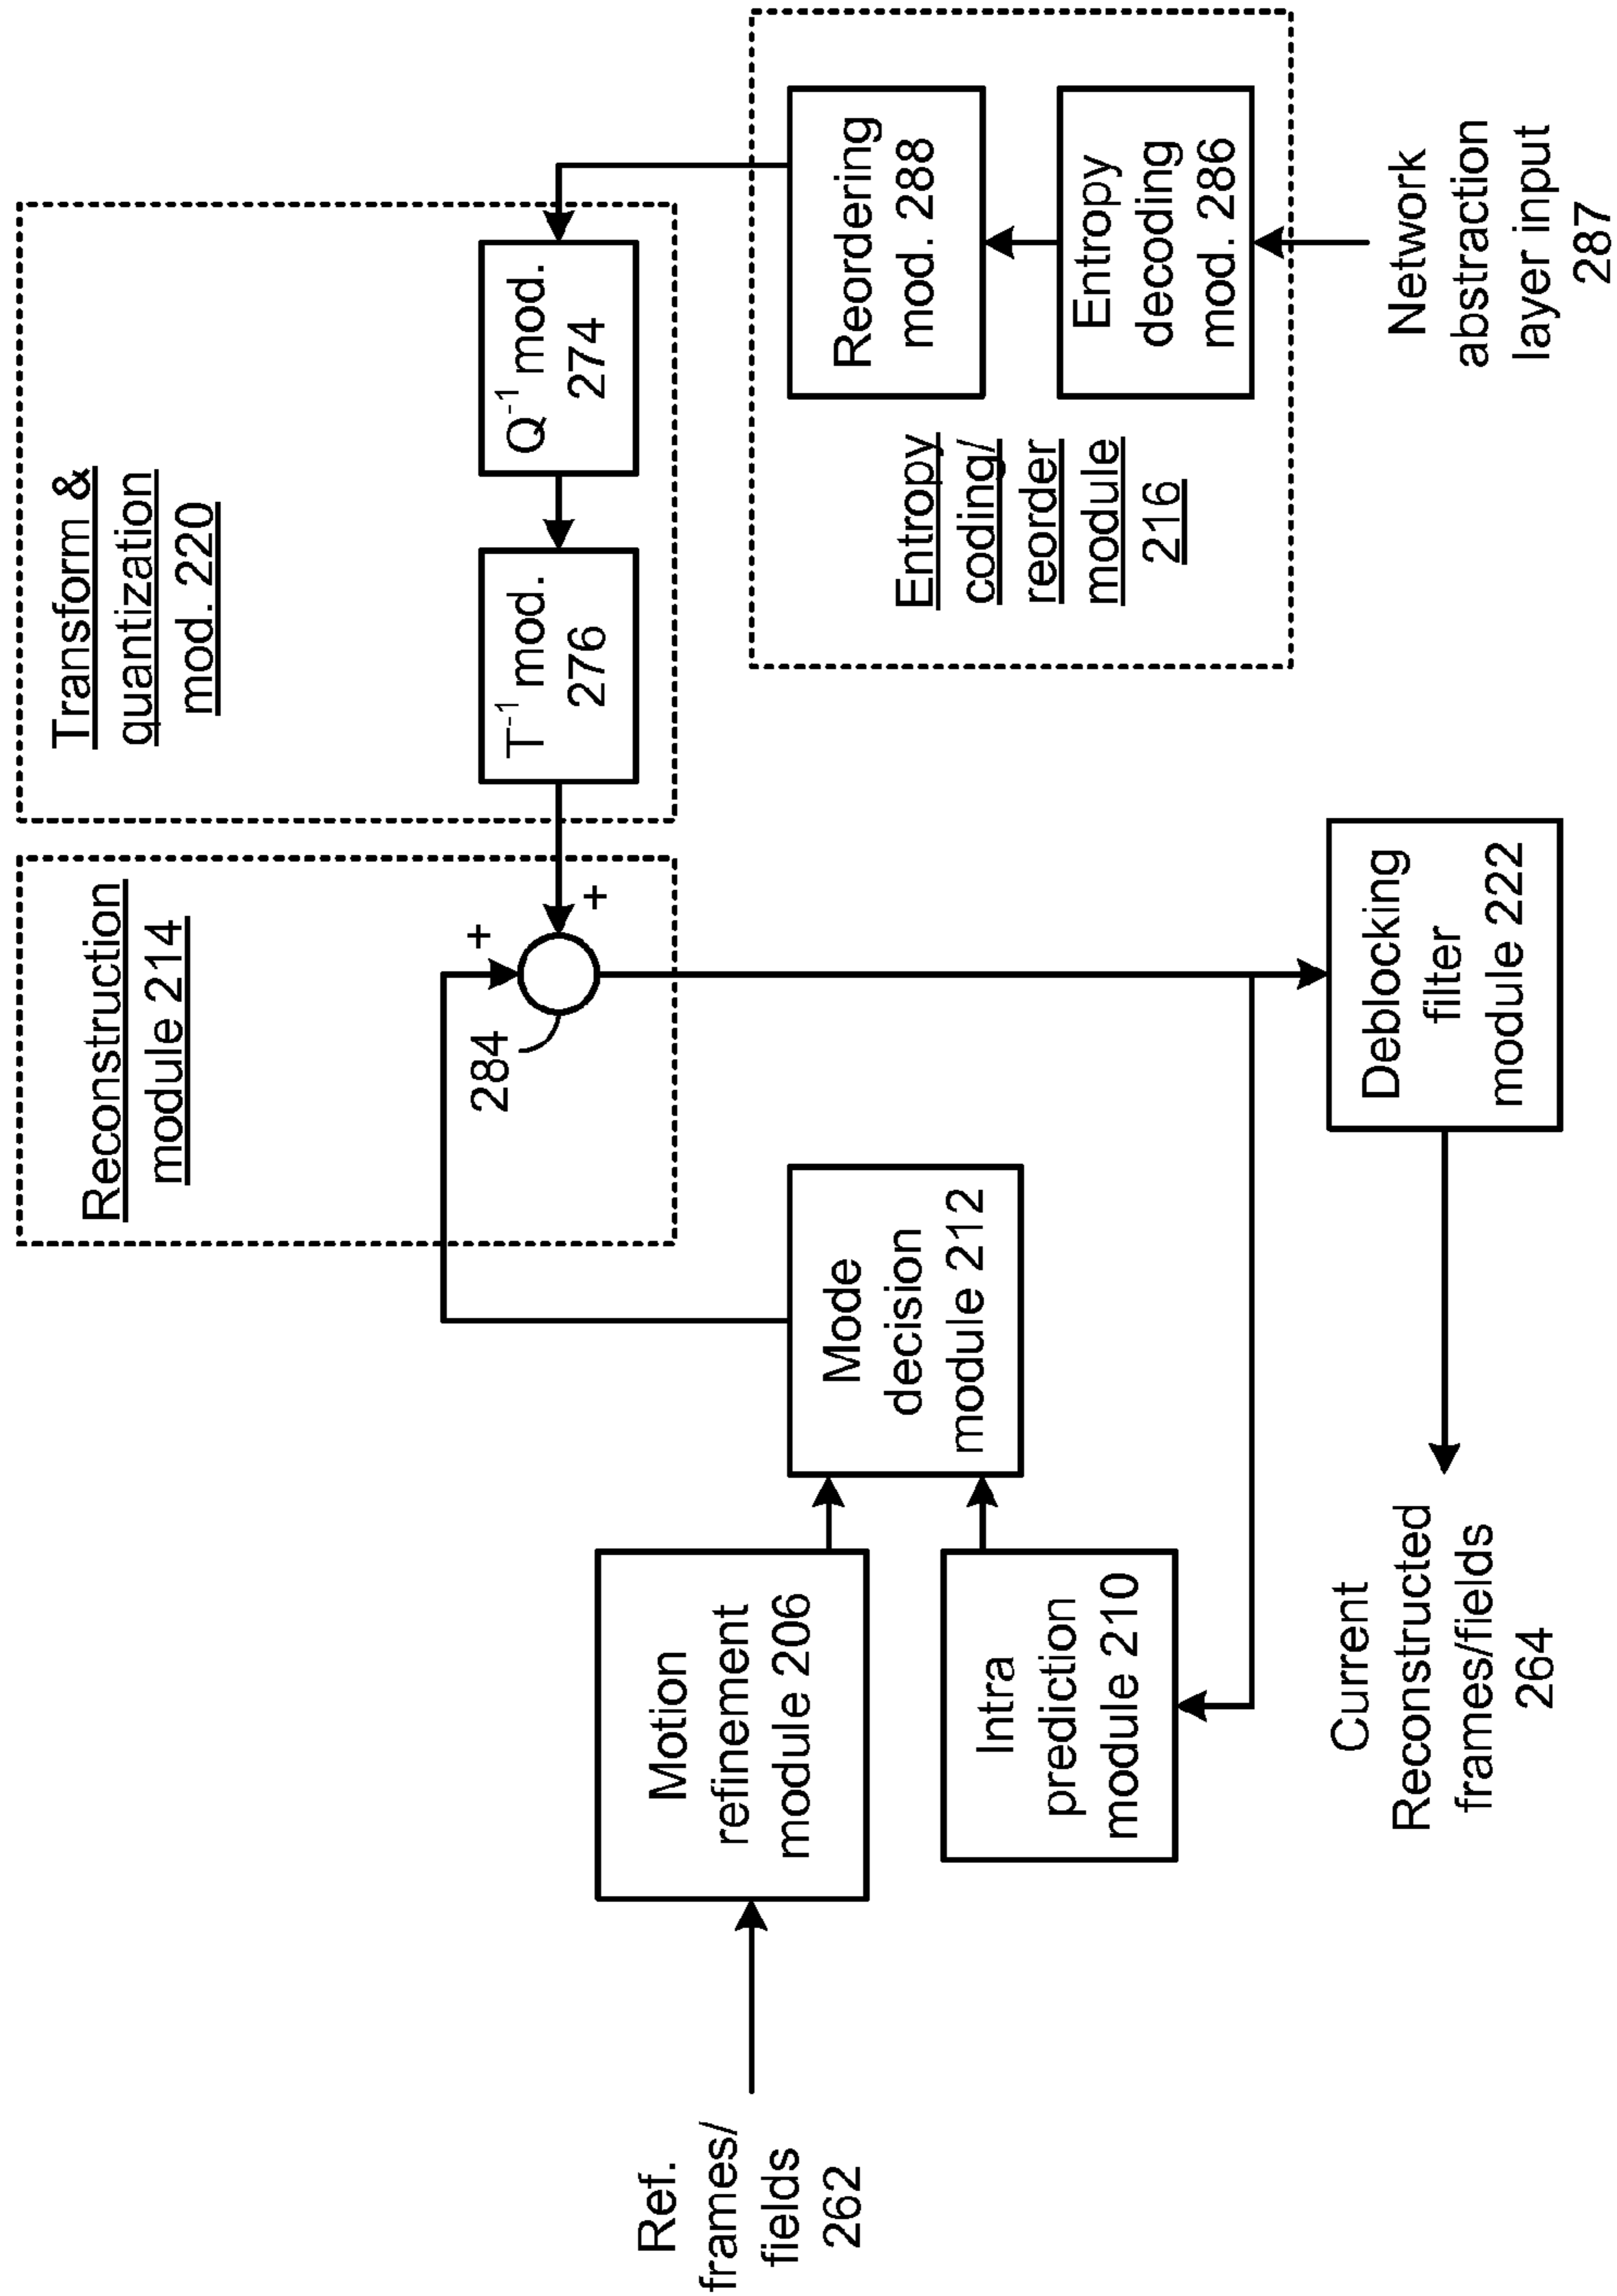 Transform &
quantization
mod. 220
Q-1 mod.
274
T-1 mod.
276
Reconstruction
module 214
+
+
284
Reordering
mod. 288
Entropy
decoding
mod. 286
Entropy
coding/
reorder
module
216
Network
abstraction
layer input
287
Mode
decision
module 212
Motion
refinement
module 206
Intra
prediction
module 210
Ref.
frames/
fields
262
Deblocking
filter
module 222
Current
Reconstructed
frames/fields
264